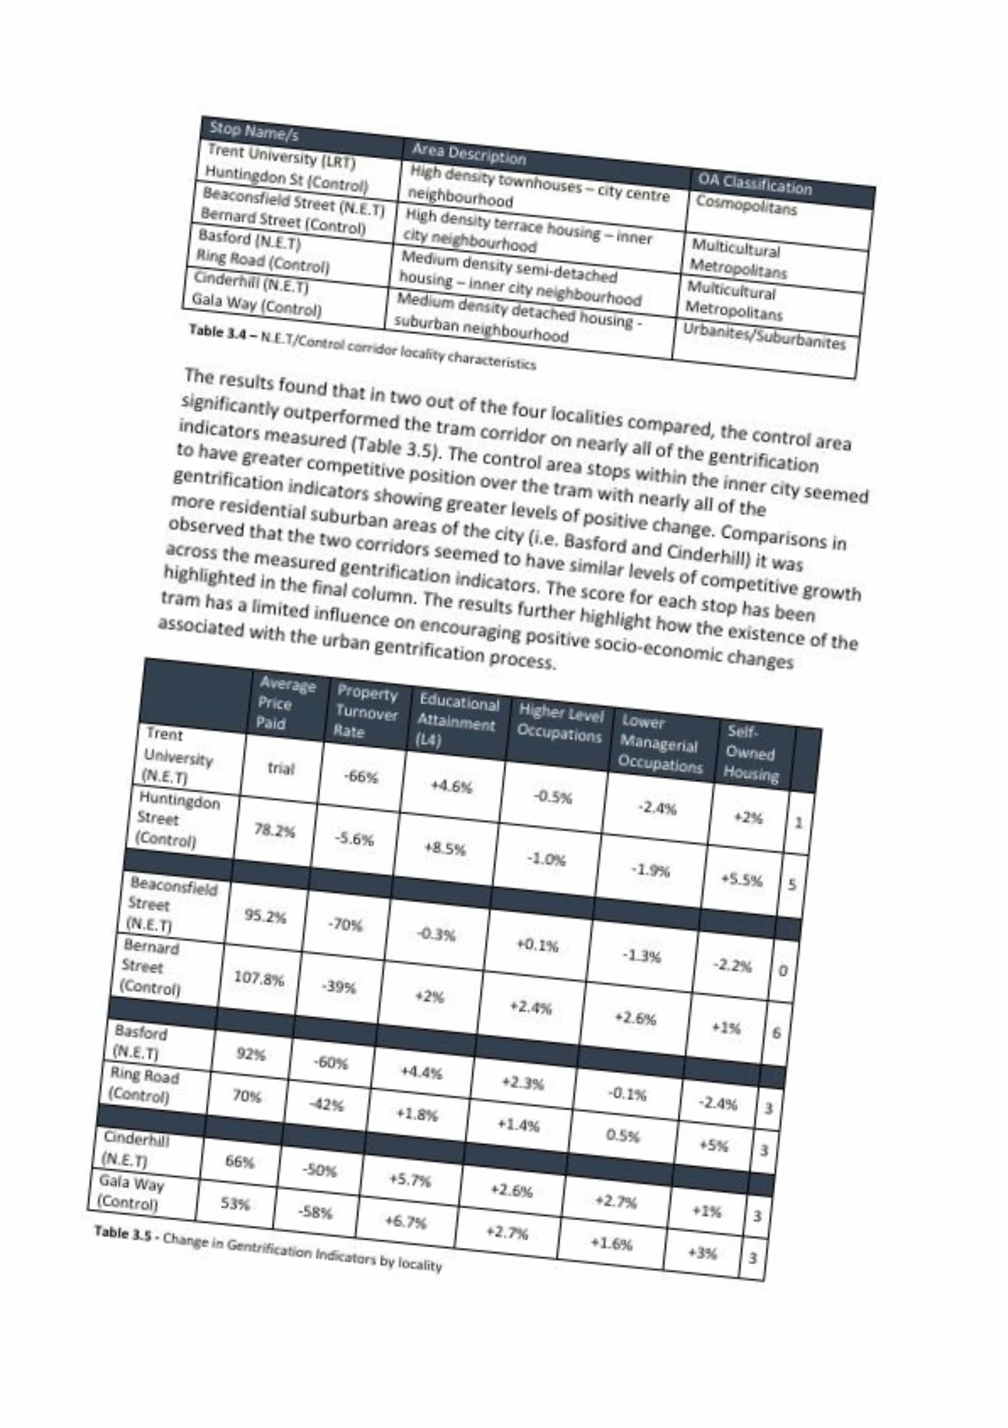 Stop Name/s Area Description OA Classification
Trent University (LRT) High density townhouses – city centre Cosmopolitans
Huntingdon St (Control) neighbourhood
Beaconsfield Street (N.E.T) High density terrace housing – inner Multicultural
Bernard Street (Control) city neighbourhood Metropolitans
Basford (N.E.T) Medium density semi-detached Multicultural
Ring Road (Control) housing – inner city neighbourhood Metropolitans
Cinderhill (N.E.T) Medium density detached housing - Urbanites/Suburbanites
Gala Way (Control) suburban neighbourhood
Table 3.4 – N.E.T/Control corridor locality characteristics
The results found that in two out of the four localities compared, the control area
significantly outperformed the tram corridor on nearly all of the gentrification
indicators measured (Table 3.5). The control area stops within the inner city seemed
to have greater competitive position over the tram with nearly all of the
gentrification indicators showing greater levels of positive change. Comparisons in
more residential suburban areas of the city (i.e. Basford and Cinderhill) it was
observed that the two corridors seemed to have similar levels of competitive growth
across the measured gentrification indicators. The score for each stop has been
highlighted in the final column. The results further highlight how the existence of the
tram has a limited influence on encouraging positive socio-economic changes
associated with the urban gentrification process.
Average Property Educational Higher Level Lower Self-
Price Turnover Attainment Occupations Managerial Owned
Paid Rate (L4) Occupations Housing
Trent
University trial -66% +4.6% -0.5% -2.4% +2% 1
(N.E.T)
Huntingdon
Street 78.2% -5.6% +8.5% -1.0% -1.9% +5.5% 5
(Control)
Beaconsfield
Street 95.2% -70% -0.3% +0.1% -1.3% -2.2% 0
(N.E.T)
Bernard
Street 107.8% -39% +2% +2.4% +2.6% +1% 6
(Control)
Basford
(N.E.T) 92% -60% +4.4% +2.3% -0.1% -2.4% 3
Ring Road
(Control) 70% -42% +1.8% +1.4% 0.5% +5% 3
Cinderhill
(N.E.T) 66% -50% +5.7% +2.6% +2.7% +1% 3
Gala Way
(Control) 53% -58% +6.7% +2.7% +1.6% +3% 3
Table 3.5 - Change in Gentrification Indicators by locality